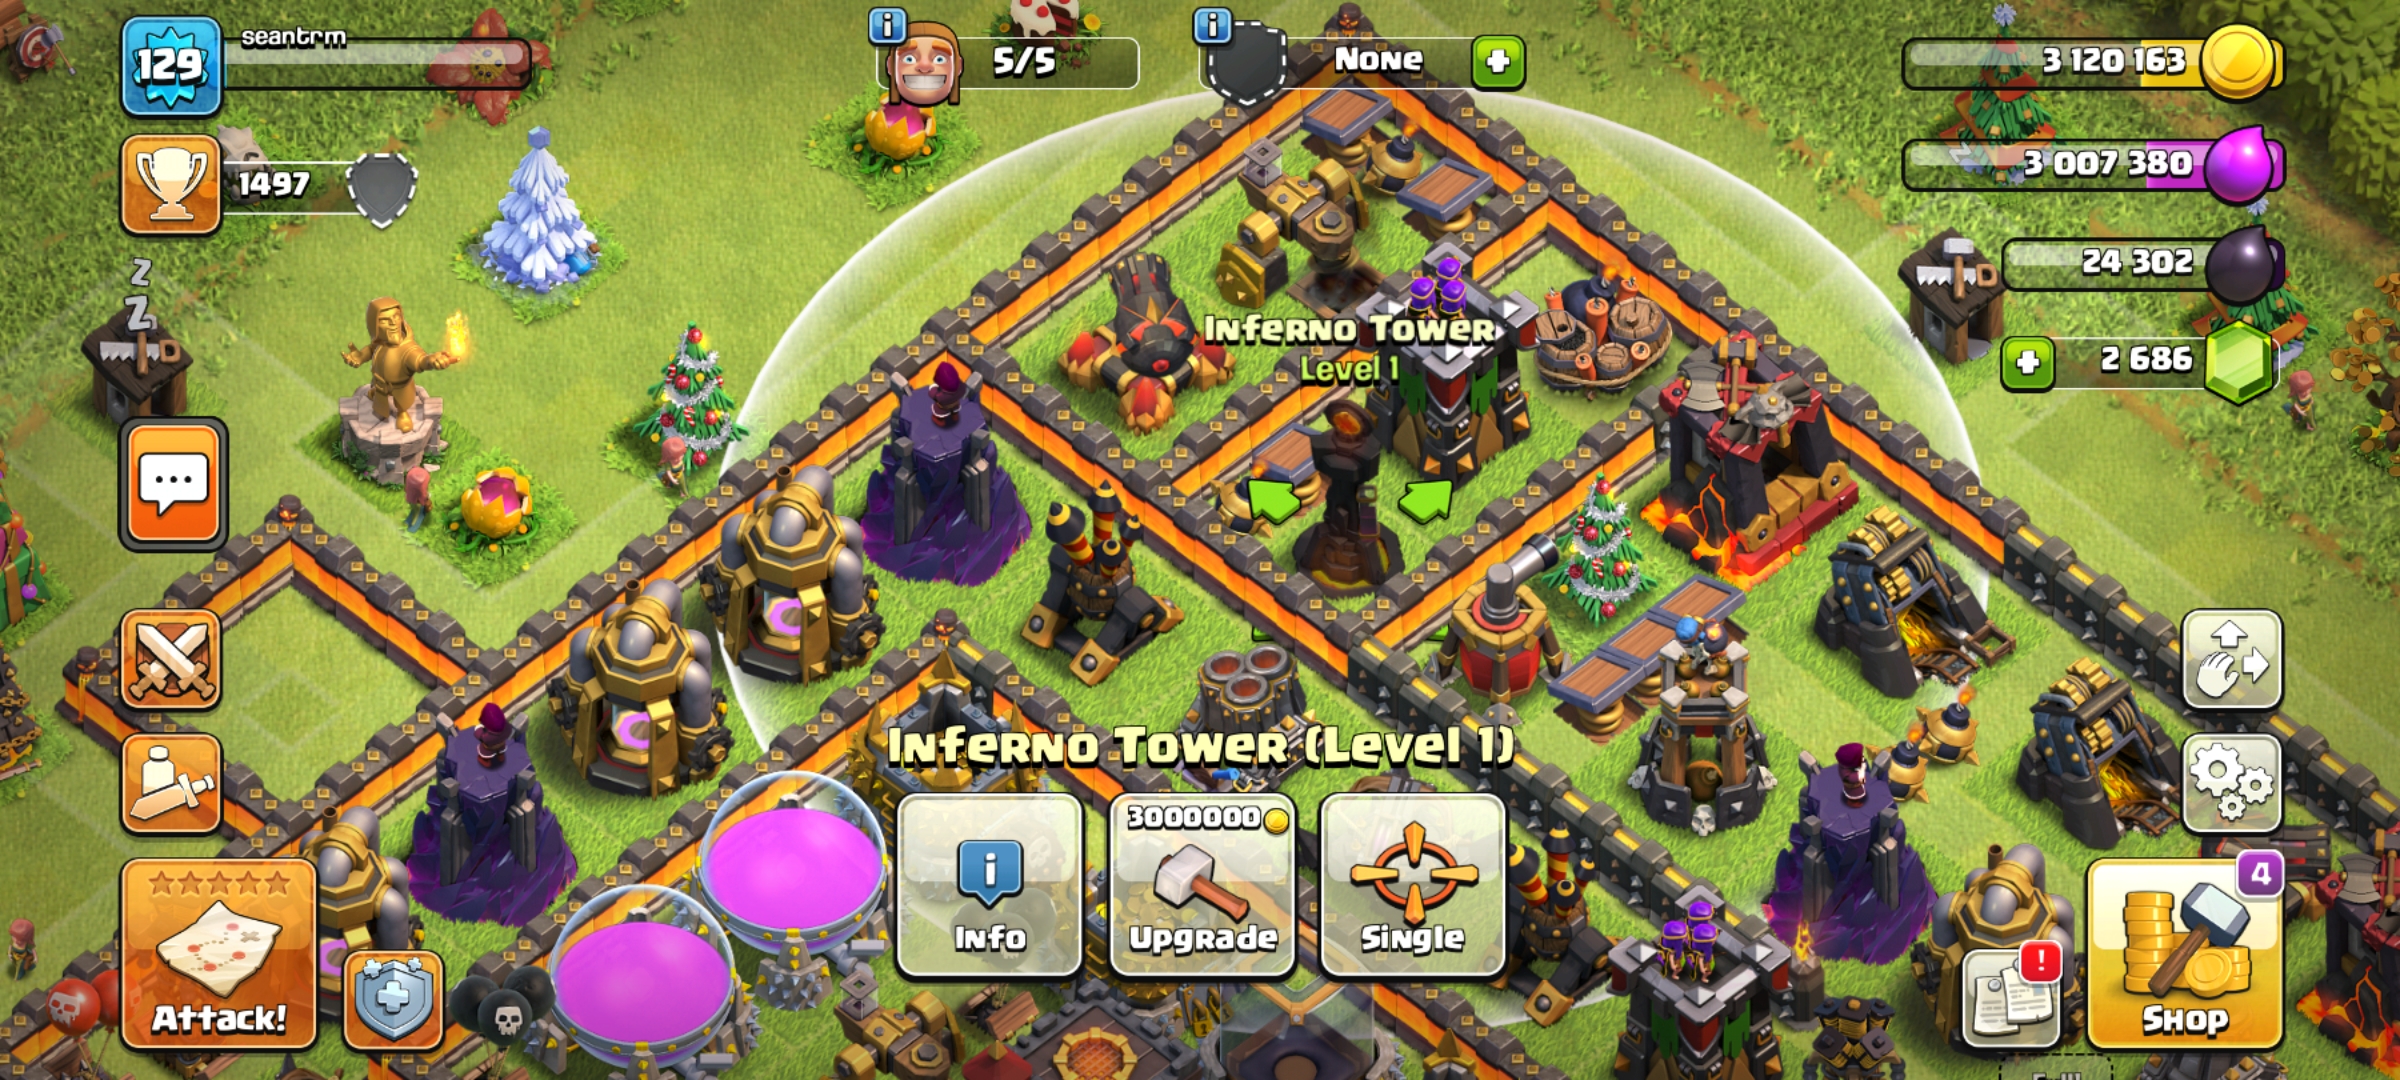 129
seantrm
5/5
None
3 120 163
1497
3 007 380
24 302
2 686
Z
Z
Inferno Tower
Level 1
Inferno Tower (Level 1)
Info
3000000
Upgrade
Single
Attack!
4
!
Shop